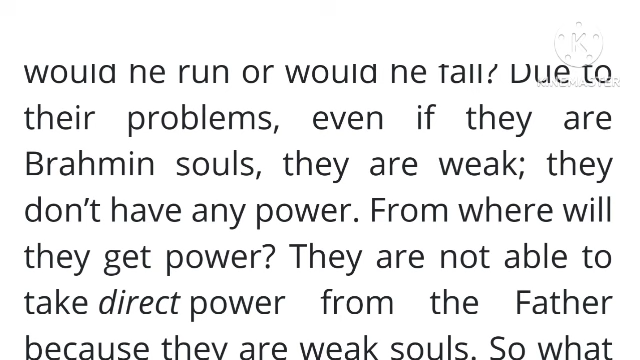 would he run or would he fall? Due to
their problems, even if they are
Brahmin souls, they are weak; they
don't have any power. From where will
they get power? They are not able to
take direct power from the Father
because they are weak souls. So what
KINEMASTER